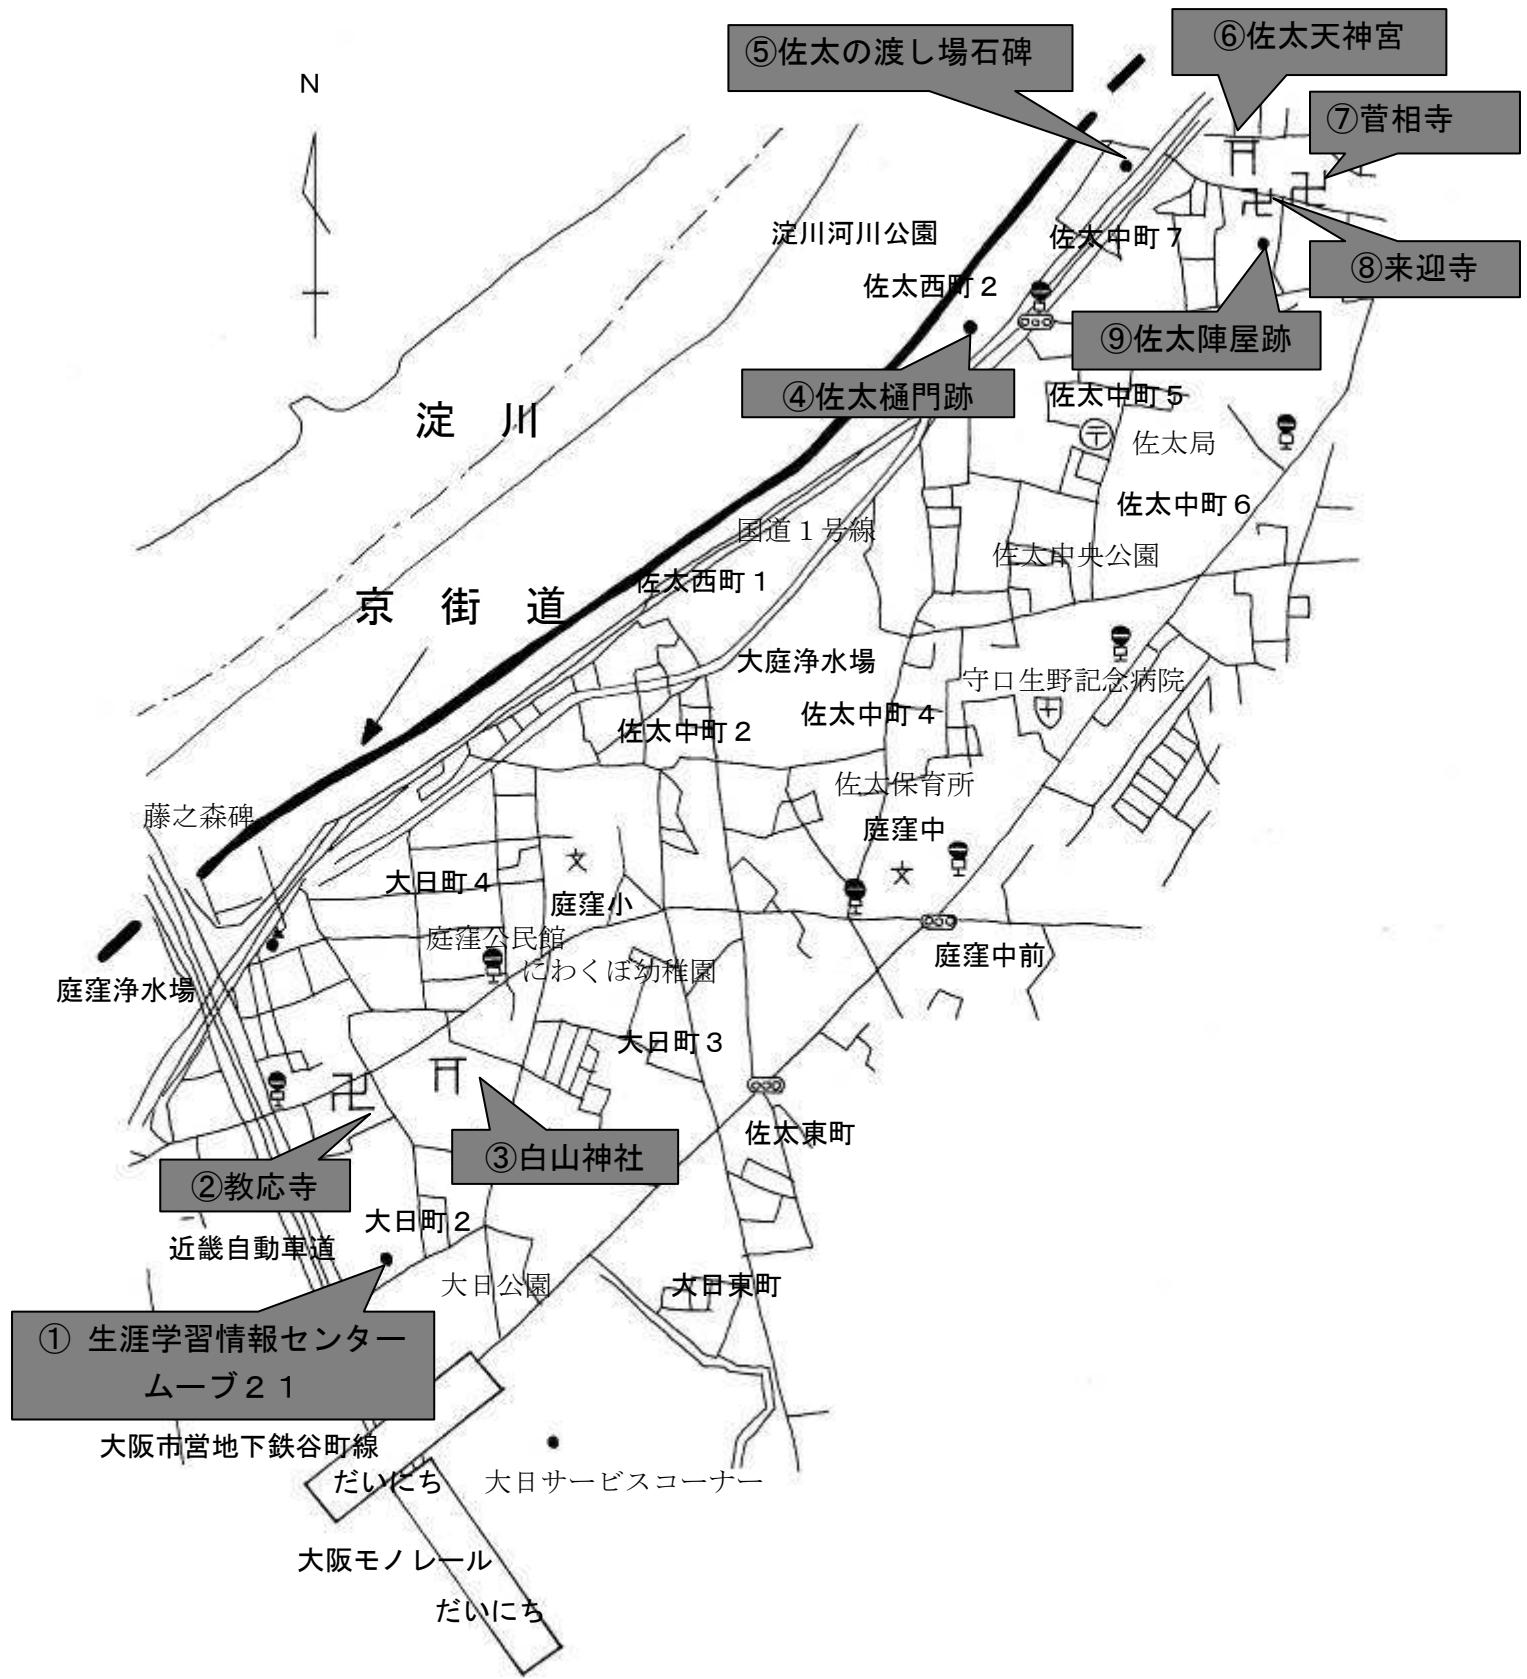 ⑥佐太天神宮
⑤佐太の渡し場石碑
N
⑦菅相寺
淀川河川公園
佐太中町７
⑧来迎寺
佐太西町２
⑨佐太陣屋跡
④佐太樋門跡
佐太中町５
淀 川
佐太局
佐太中町６
国道１号線
佐太中央公園
佐太西町１
京 街 道
大庭浄水場
守口生野記念病院
佐太中町４
佐太中町２
佐太保育所
藤之森碑
庭窪中
大日町４
庭窪小
庭窪公民館
庭窪中前
にわくぼ幼稚園
庭窪浄水場
大日町３
佐太東町
③白山神社
②教応寺
大日町２
近畿自動車道
大日公園
大日東町
① 生涯学習情報センター
ムーブ２１
大阪市営地下鉄谷町線
だいにち
大日サービスコーナー
大阪モノレール
だいにち